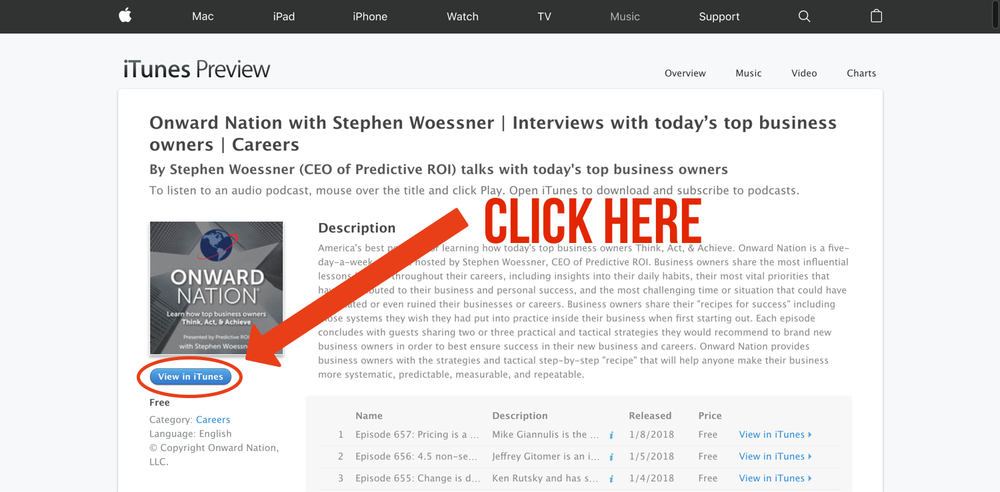 Mac iPad iPhone Watch TV Music Support
iTunes Preview
Overview Music Video Charts
Onward Nation with Stephen Woessner | Interviews with today’s top business
owners | Careers
By Stephen Woessner (CEO of Predictive ROI) talks with today's top business owners
To listen to an audio podcast, mouse over the title and click Play. Open iTunes to download and subscribe to podcasts.
CLICK HERE
ONWARD
NATION®
Learn how top business owners
Think, Act, & Achieve
Presented by Predictive ROI
with Stephen
View in iTunes
Free
Category: Careers
Language: English
© Copyright Onward Nation,
LLC.
Description
America's best learning how today's top business owners Think, Act, & Achieve. Onward Nation is a five-
day-a-week hosted by Stephen Woessner, CEO of Predictive ROI. Business owners share the most influential
lessons throughout their careers, including insights into their daily habits, their most vital priorities that
to their business and personal success, and the most challenging time or situation that could have
or even ruined their businesses or careers. Business owners share their "recipes for success" including
systems they wish they had put into practice inside their business when first starting out. Each episode
concludes with guests sharing two or three practical and tactical strategies they would recommend to brand new
business owners in order to best ensure success in their new business and careers. Onward Nation provides
business owners with the strategies and tactical step-by-step "recipe" that will help anyone make their business
more systematic, predictable, measurable, and repeatable.
Name Description Released Price
1 Episode 657: Pricing is a ... Mike Giannulis is the ... i 1/8/2018 Free View in iTunes
2 Episode 656: 4.5 non-se... Jeffrey Gitomer is an i... i 1/5/2018 Free View in iTunes
3 Episode 655: Change is d... Ken Rutsky and has s... i 1/4/2018 Free View in iTunes